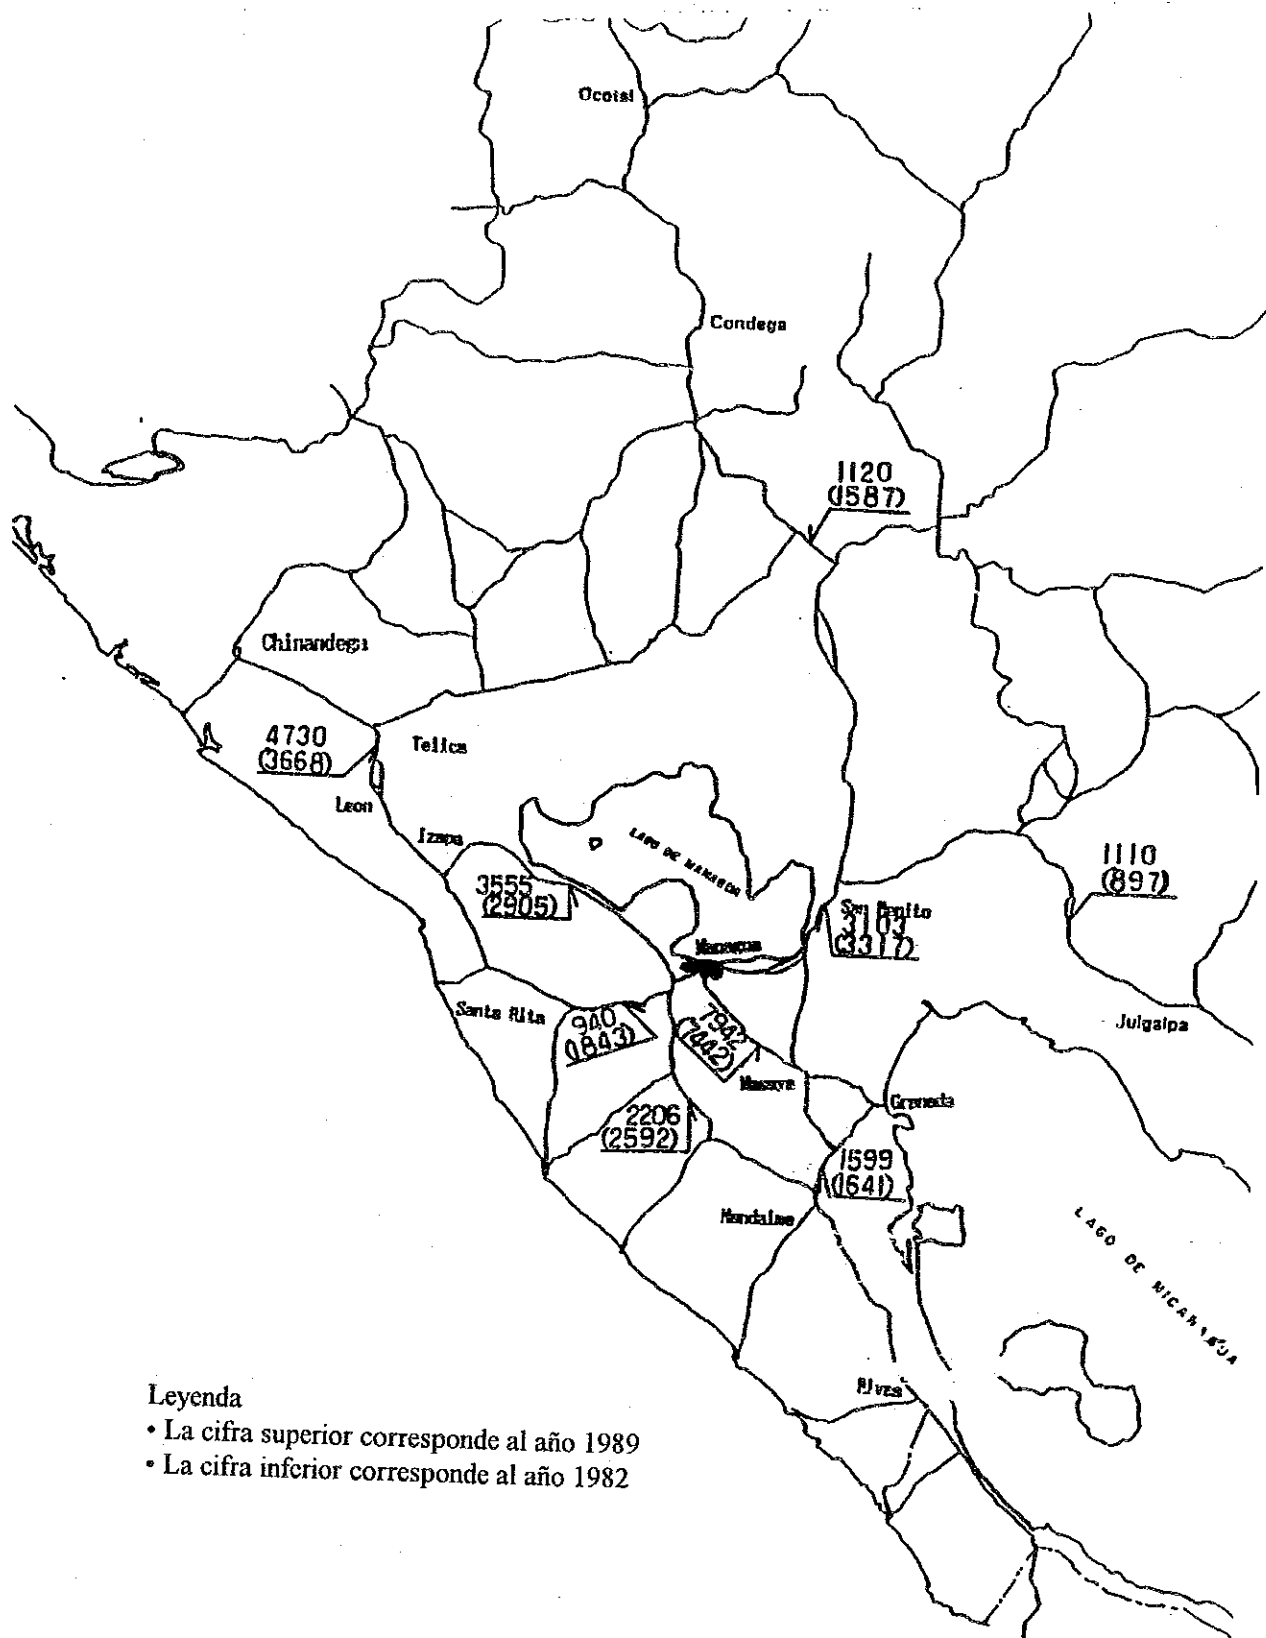 Ocotal
Condega
1120
(1587)
Chinandega
4730
(3668)
Telica
Leon
Izapa
LAGO DE MANAGUA
3555
(2905)
1110
(897)
San Benito
3103
(3317)
Managua
Santa Rita
940
(1843)
7942
(7442)
Juigalpa
Masaya
Granada
2206
(2592)
1599
(1641)
Nandaime
LAGO DE NICARAGUA
Rivas
Leyenda
• La cifra superior corresponde al año 1989
• La cifra inferior corresponde al año 1982